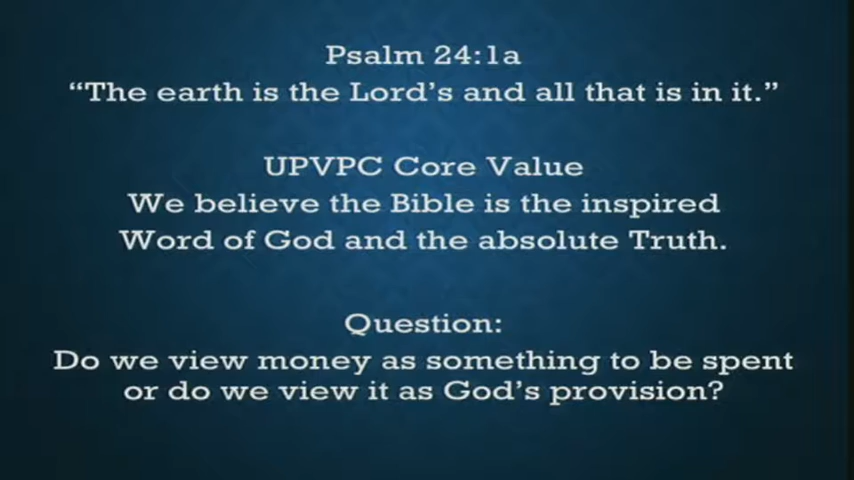 Psalm 24:1a
“The earth is the Lord’s and all that is in it.”
UPVPC Core Value
We believe the Bible is the inspired
Word of God and the absolute Truth.
Question:
Do we view money as something to be spent
or do we view it as God’s provision?